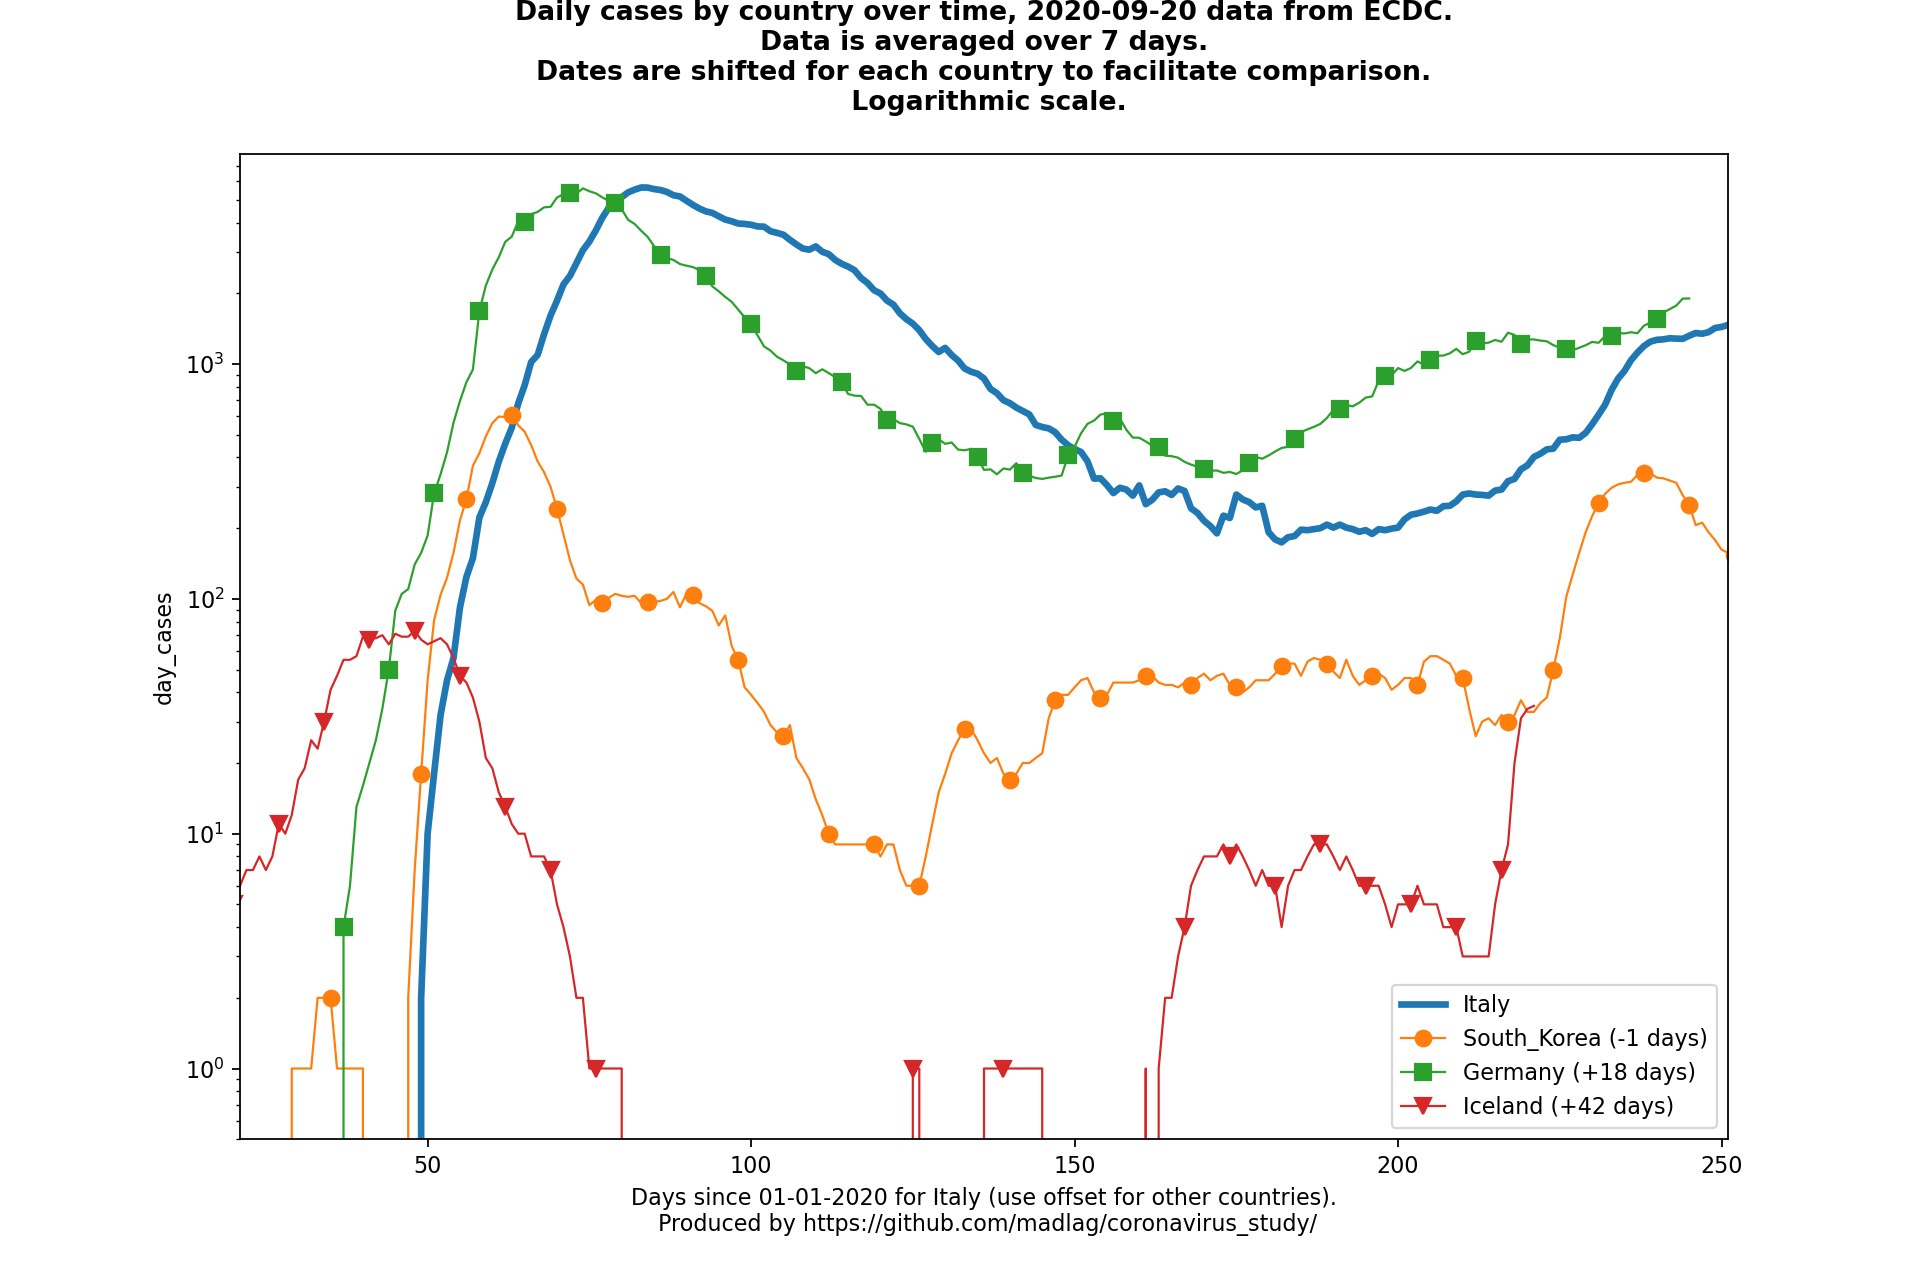 Daily cases by country over time, 2020-09-20 data from ECDC.
Data is averaged over 7 days.
Dates are shifted for each country to facilitate comparison.
Logarithmic scale.
day_cases
10³
10²
10¹
10⁰
50
100
150
200
250
Italy
South_Korea (-1 days)
Germany (+18 days)
Iceland (+42 days)
Days since 01-01-2020 for Italy (use offset for other countries).
Produced by https://github.com/madlag/coronavirus_study/